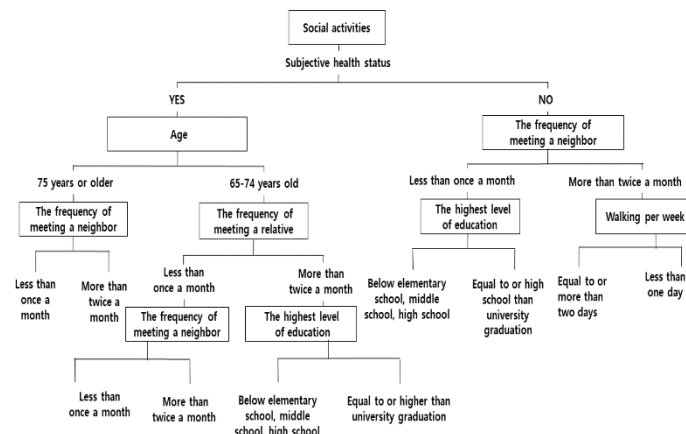 Social activities
Subjective health status
YES
NO
Age
The frequency of
meeting a neighbor
75 years or older
65-74 years old
Less than once a month
More than twice a month
The frequency of
meeting a neighbor
The frequency of
meeting a relative
The highest level
of education
Walking per week
Less than
once a
month
More than
twice a
month
Less than
once a month
More than
twice a month
Below elementary
school, middle
school, high school
Equal to or high
school than
university
graduation
Equal to or
more than
two days
Less than
one day
The frequency of
meeting a neighbor
The highest level
of education
Less than
once a month
More than
twice a month
Below elementary
school, middle
school, high school
Equal to or higher than
university graduation